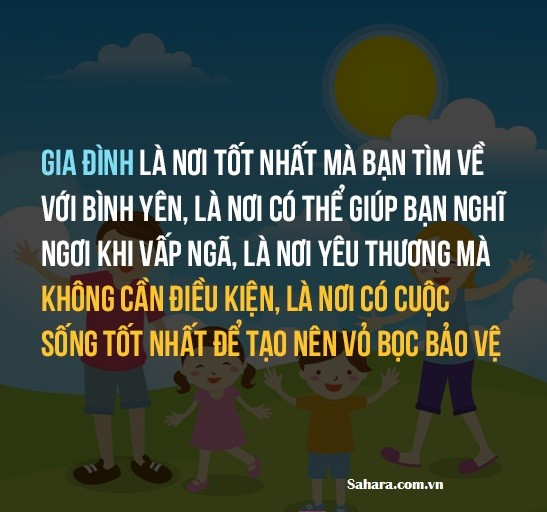 GIA ĐÌNH LÀ NƠI TỐT NHẤT MÀ BẠN TÌM VỀ
VỚI BÌNH YÊN, LÀ NƠI CÓ THỂ GIÚP BẠN NGHĨ
NGƠI KHI VẤP NGÃ, LÀ NƠI YÊU THƯƠNG MÀ
KHÔNG CẦN ĐIỀU KIỆN, LÀ NƠI CÓ CUỘC
SỐNG TỐT NHẤT ĐỂ TẠO NÊN VỎ BỌC BẢO VỆ
Sahara.com.vn